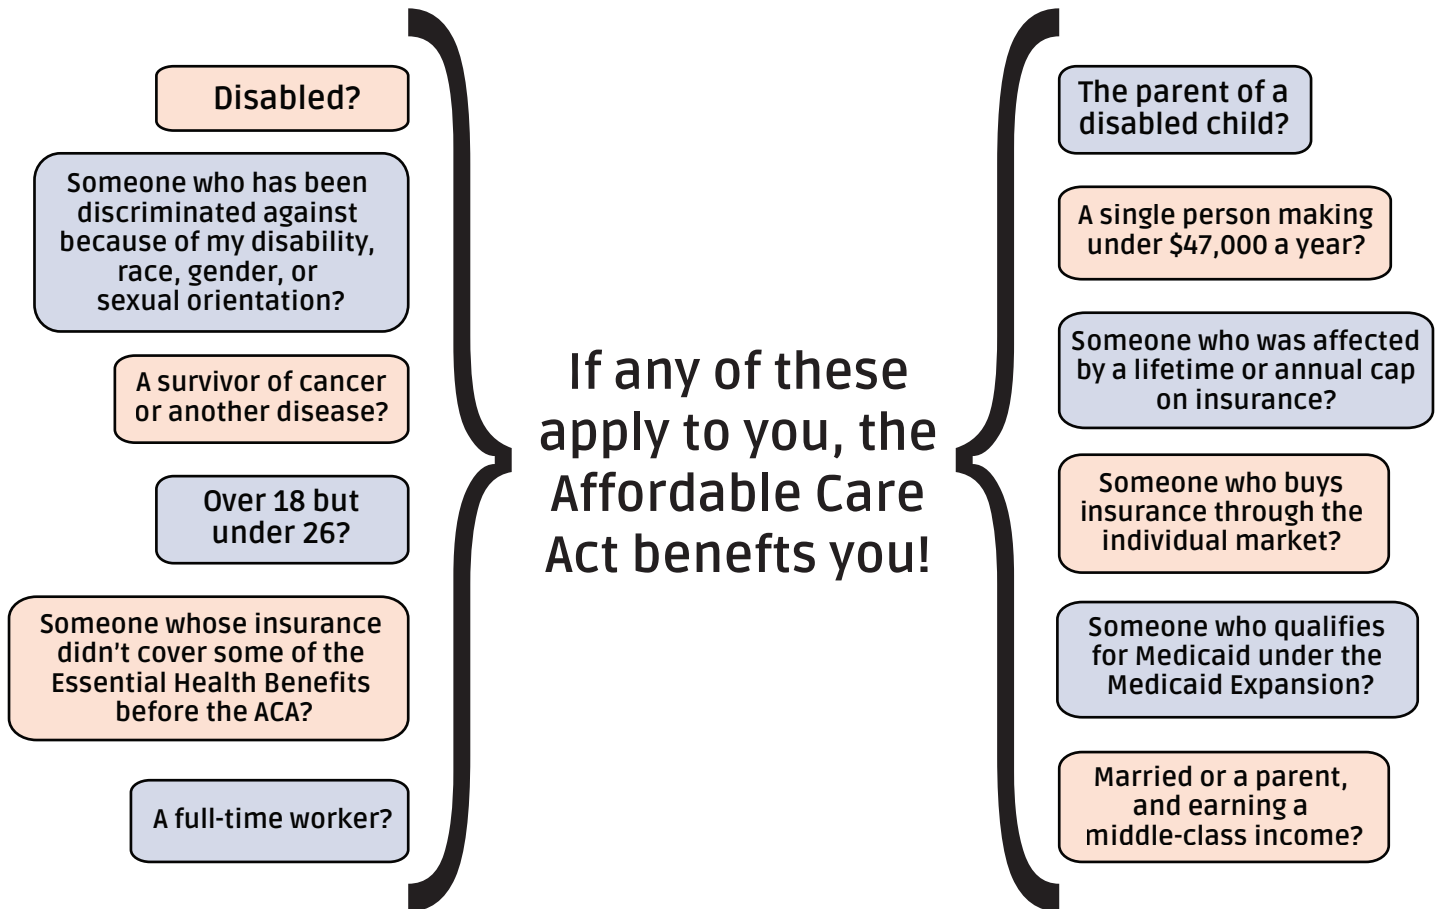 Disabled?
Someone who has been
discriminated against
because of my disability,
race, gender, or
sexual orientation?
A survivor of cancer
or another disease?
Over 18 but
under 26?
Someone whose insurance
didn't cover some of the
Essential Health Benefits
before the ACA?
A full-time worker?
If any of these
apply to you, the
Affordable Care
Act benefts you!
The parent of a
disabled child?
A single person making
under $47,000 a year?
Someone who was affected
by a lifetime or annual cap
on insurance?
Someone who buys
insurance through the
individual market?
Someone who qualifies
for Medicaid under the
Medicaid Expansion?
Married or a parent,
and earning a
middle-class income?